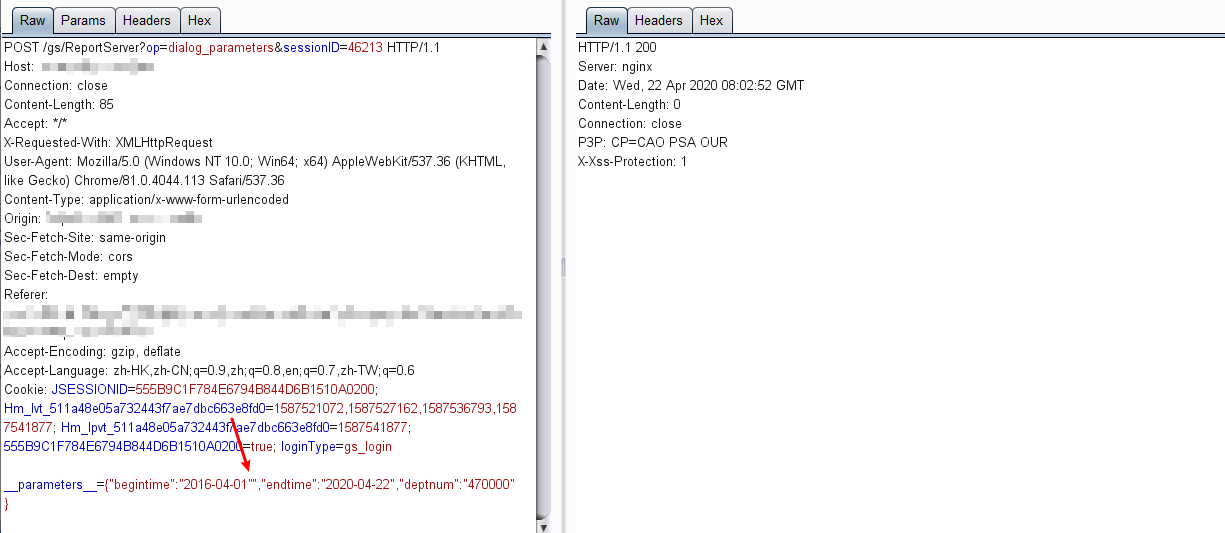 Raw Params Headers Hex
POST /gs/ReportServer?op=dialog_parameters&sessionID=46213 HTTP/1.1
Host:
Connection: close
Content-Length: 85
Accept: */*
X-Requested-With: XMLHttpRequest
User-Agent: Mozilla/5.0 (Windows NT 10.0; Win64; x64) AppleWebKit/537.36 (KHTML,
like Gecko) Chrome/81.0.4044.113 Safari/537.36
Content-Type: application/x-www-form-urlencoded
Origin:
Sec-Fetch-Site: same-origin
Sec-Fetch-Mode: cors
Sec-Fetch-Dest: empty
Referer:
Accept-Encoding: gzip, deflate
Accept-Language: zh-HK,zh-CN;q=0.9,zh;q=0.8,en;q=0.7,zh-TW;q=0.6
Cookie: JSESSIONID=555B9C1F784E6794B844D6B1510A0200;
Hm_lvt_511a48e05a732443f7ae7dbc663e8fd0=1587521072,1587527162,1587536793,158
7541877; Hm_lpvt_511a48e05a732443f7ae7dbc663e8fd0=1587541877;
555B9C1F784E6794B844D6B1510A0200=true; loginType=gs_login
__parameters__={"begintime":"2016-04-01"","endtime":"2020-04-22","deptnum":"470000"
}
Raw Headers Hex
HTTP/1.1 200
Server: nginx
Date: Wed, 22 Apr 2020 08:02:52 GMT
Content-Length: 0
Connection: close
P3P: CP=CAO PSA OUR
X-Xss-Protection: 1